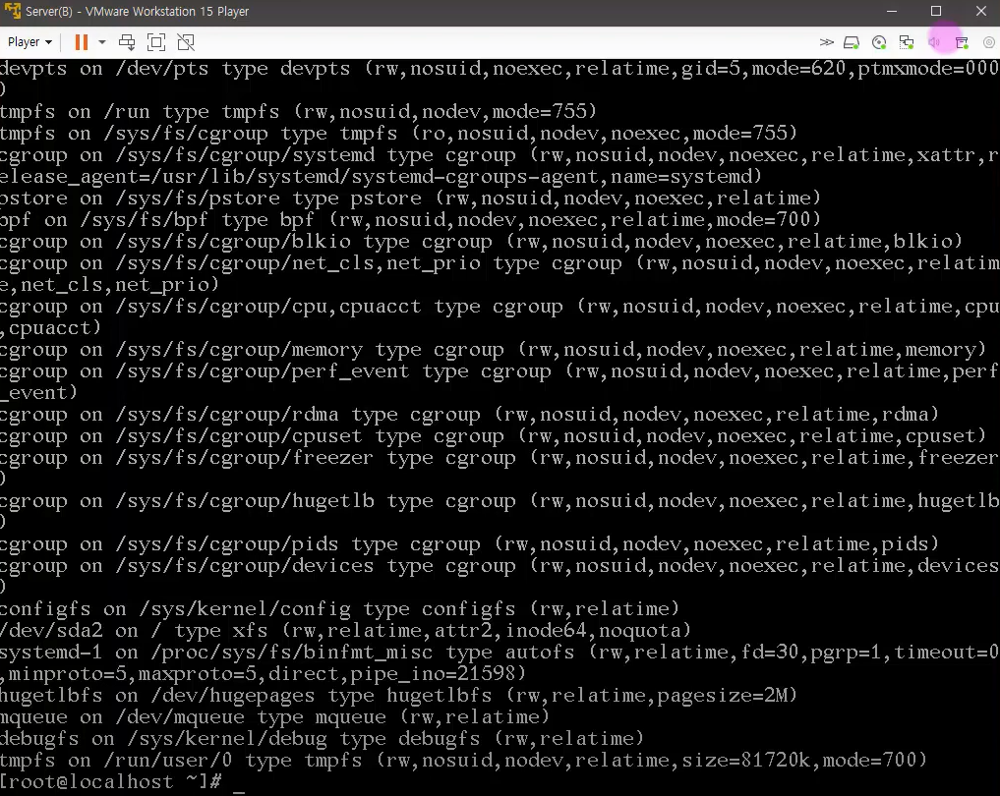 Server(B) - VMware Workstation 15 Player
Player
devpts on /dev/pts type devpts (rw,nosuid,noexec,relatime,gid=5,mode=620,ptmxmode=000
)
tmpfs on /run type tmpfs (rw,nosuid,nodev,mode=755)
tmpfs on /sys/fs/cgroup type tmpfs (ro,nosuid,nodev,noexec,mode=755)
cgroup on /sys/fs/cgroup/systemd type cgroup (rw,nosuid,nodev,noexec,relatime,xattr,r
elease_agent=/usr/lib/systemd/systemd-cgroups-agent,name=systemd)
pstore on /sys/fs/pstore type pstore (rw,nosuid,nodev,noexec,relatime)
bpf on /sys/fs/bpf type bpf (rw,nosuid,nodev,noexec,relatime,mode=700)
cgroup on /sys/fs/cgroup/blkio type cgroup (rw,nosuid,nodev,noexec,relatime,blkio)
cgroup on /sys/fs/cgroup/net_cls,net_prio type cgroup (rw,nosuid,nodev,noexec,relatim
e,net_cls,net_prio)
cgroup on /sys/fs/cgroup/cpu,cpuacct type cgroup (rw,nosuid,nodev,noexec,relatime,cpu
,cpuacct)
cgroup on /sys/fs/cgroup/memory type cgroup (rw,nosuid,nodev,noexec,relatime,memory)
cgroup on /sys/fs/cgroup/perf_event type cgroup (rw,nosuid,nodev,noexec,relatime,perf
_event)
cgroup on /sys/fs/cgroup/rdma type cgroup (rw,nosuid,nodev,noexec,relatime,rdma)
cgroup on /sys/fs/cgroup/cpuset type cgroup (rw,nosuid,nodev,noexec,relatime,cpuset)
cgroup on /sys/fs/cgroup/freezer type cgroup (rw,nosuid,nodev,noexec,relatime,freezer
)
cgroup on /sys/fs/cgroup/hugetlb type cgroup (rw,nosuid,nodev,noexec,relatime,hugetlb
)
cgroup on /sys/fs/cgroup/pids type cgroup (rw,nosuid,nodev,noexec,relatime,pids)
cgroup on /sys/fs/cgroup/devices type cgroup (rw,nosuid,nodev,noexec,relatime,devices
)
configfs on /sys/kernel/config type configfs (rw,relatime)
/dev/sda2 on / type xfs (rw,relatime,attr2,inode64,noquota)
systemd-1 on /proc/sys/fs/binfmt_misc type autofs (rw,relatime,fd=30,pgrp=1,timeout=0
,minproto=5,maxproto=5,direct,pipe_ino=21598)
hugetlbfs on /dev/hugepages type hugetlbfs (rw,relatime,pagesize=2M)
mqueue on /dev/mqueue type mqueue (rw,relatime)
debugfs on /sys/kernel/debug type debugfs (rw,relatime)
tmpfs on /run/user/0 type tmpfs (rw,nosuid,nodev,relatime,size=81720k,mode=700)
[root@localhost ~]# _